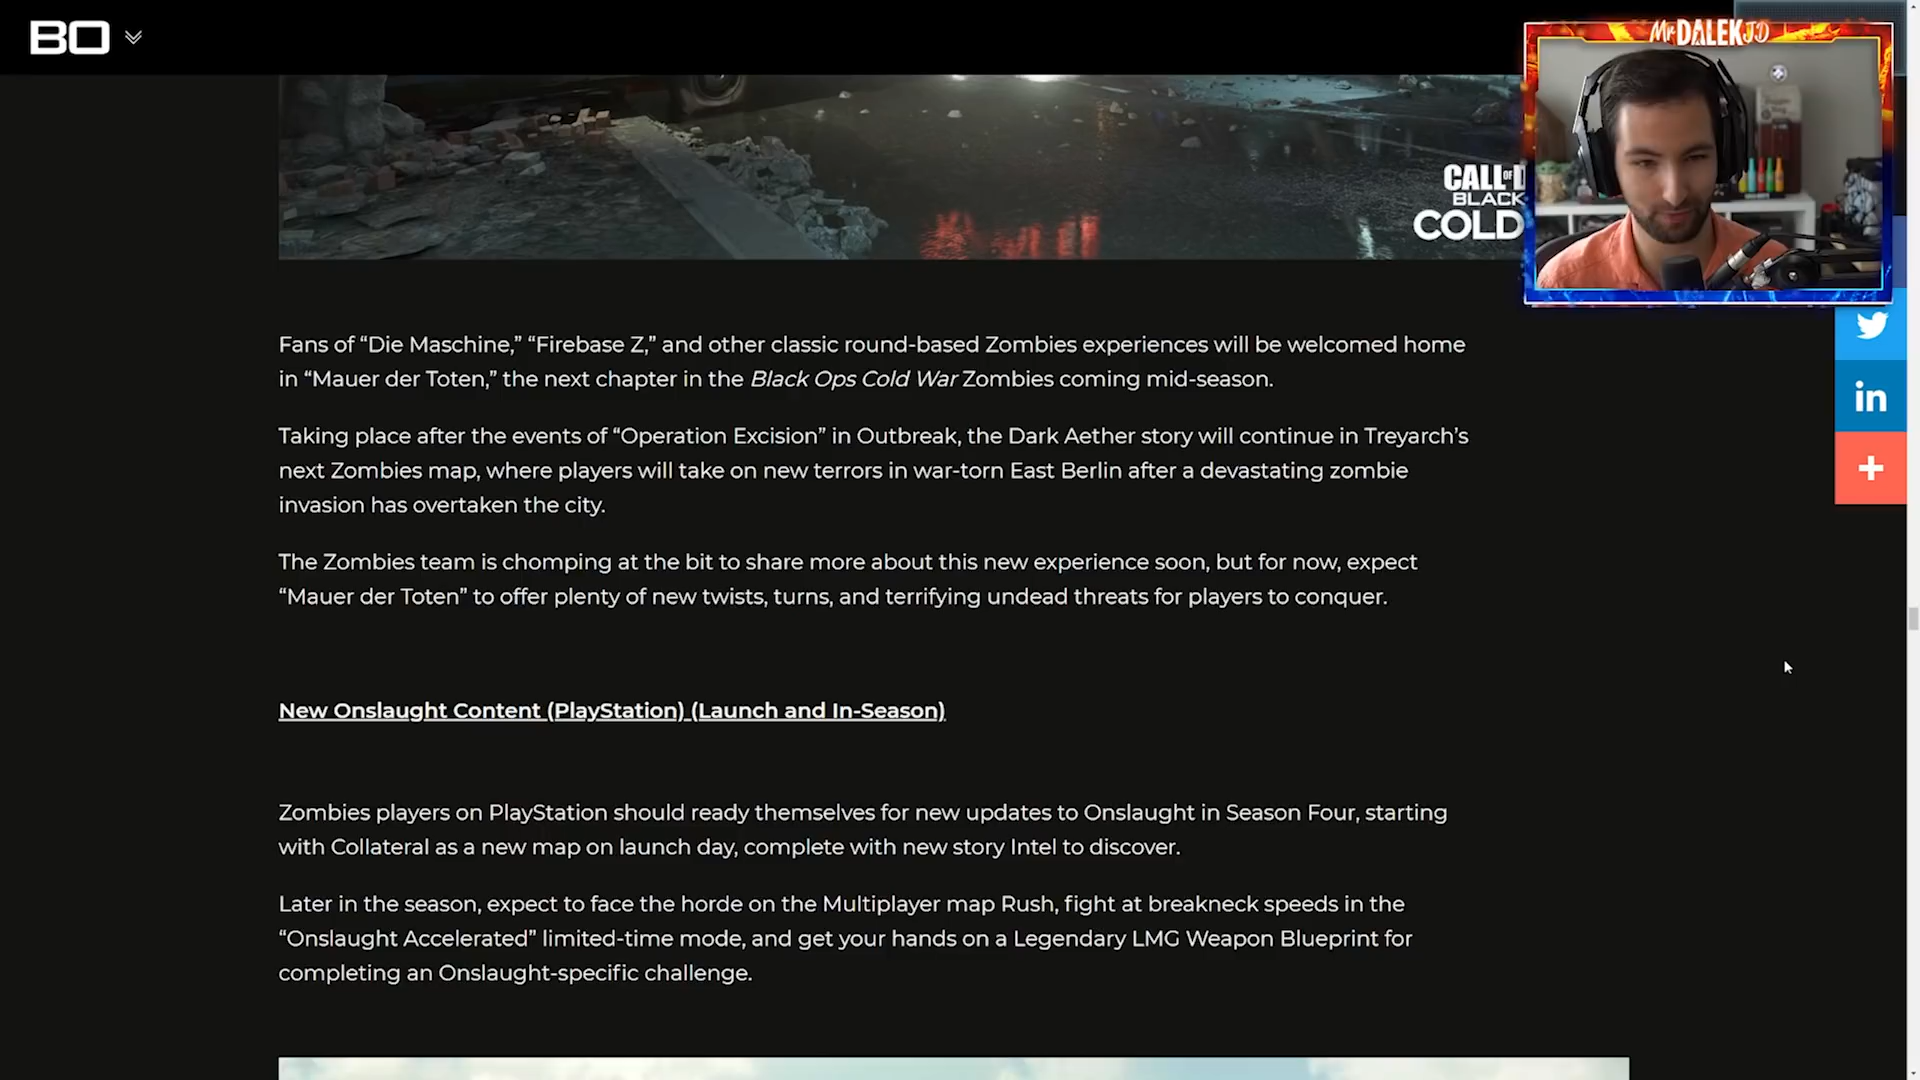 BO
Mr DALEK JD
CALL OF D
BLACK
COLD
Fans of “Die Maschine,” “Firebase Z,” and other classic round-based Zombies experiences will be welcomed home
in “Mauer der Toten,” the next chapter in the Black Ops Cold War Zombies coming mid-season.
Taking place after the events of “Operation Excision” in Outbreak, the Dark Aether story will continue in Treyarch’s
next Zombies map, where players will take on new terrors in war-torn East Berlin after a devastating zombie
invasion has overtaken the city.
The Zombies team is chomping at the bit to share more about this new experience soon, but for now, expect
“Mauer der Toten” to offer plenty of new twists, turns, and terrifying undead threats for players to conquer.
New Onslaught Content (PlayStation) (Launch and In-Season)
Zombies players on PlayStation should ready themselves for new updates to Onslaught in Season Four, starting
with Collateral as a new map on launch day, complete with new story Intel to discover.
Later in the season, expect to face the horde on the Multiplayer map Rush, fight at breakneck speeds in the
“Onslaught Accelerated” limited-time mode, and get your hands on a Legendary LMG Weapon Blueprint for
completing an Onslaught-specific challenge.
in